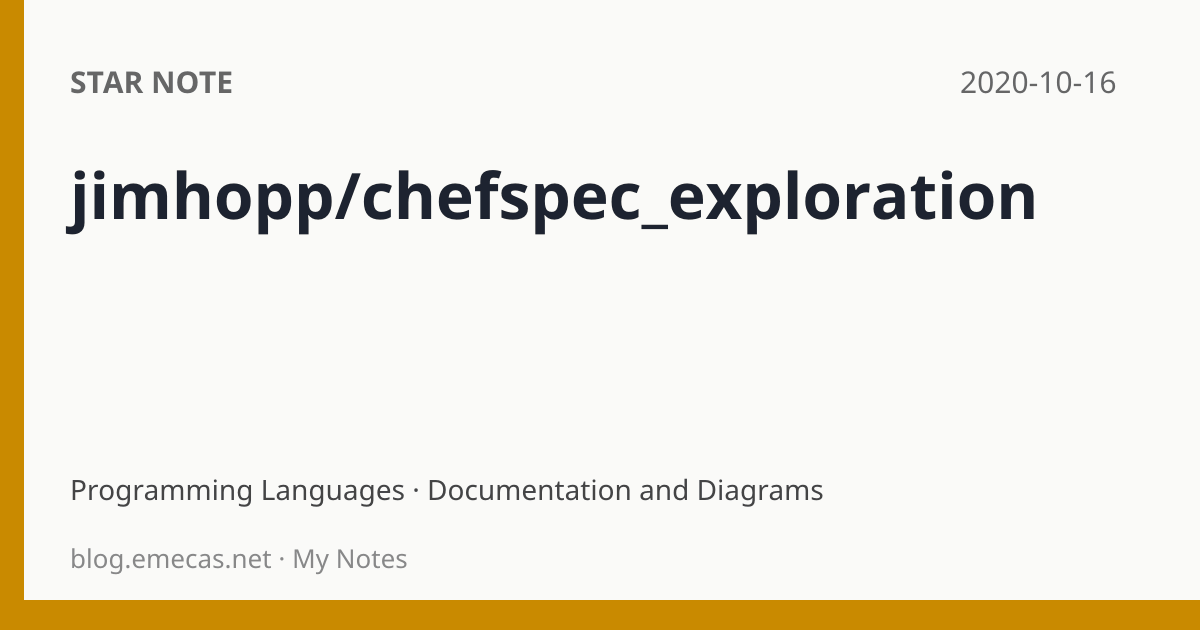 STAR NOTE
2020-10-16
jimhopp/chefspec_exploration
Programming Languages · Documentation and Diagrams
blog.emecas.net · My Notes